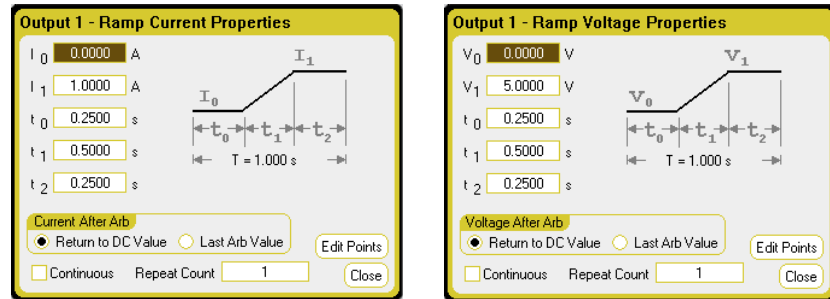 Output 1 - Ramp Current Properties
I 0 0.0000 A
I 1 1.0000 A
t 0 0.2500 s
t 1 0.5000 s
t 2 0.2500 s
I1
I0
t0 t1 t2
T = 1.000 s
Current After Arb
Return to DC Value Last Arb Value
Edit Points
Continuous Repeat Count 1
Close
Output 1 - Ramp Voltage Properties
V0 0.0000 V
V1 5.0000 V
t 0 0.2500 s
t 1 0.5000 s
t 2 0.2500 s
V1
V0
t0 t1 t2
T = 1.000 s
Voltage After Arb
Return to DC Value Last Arb Value
Edit Points
Continuous Repeat Count 1
Close